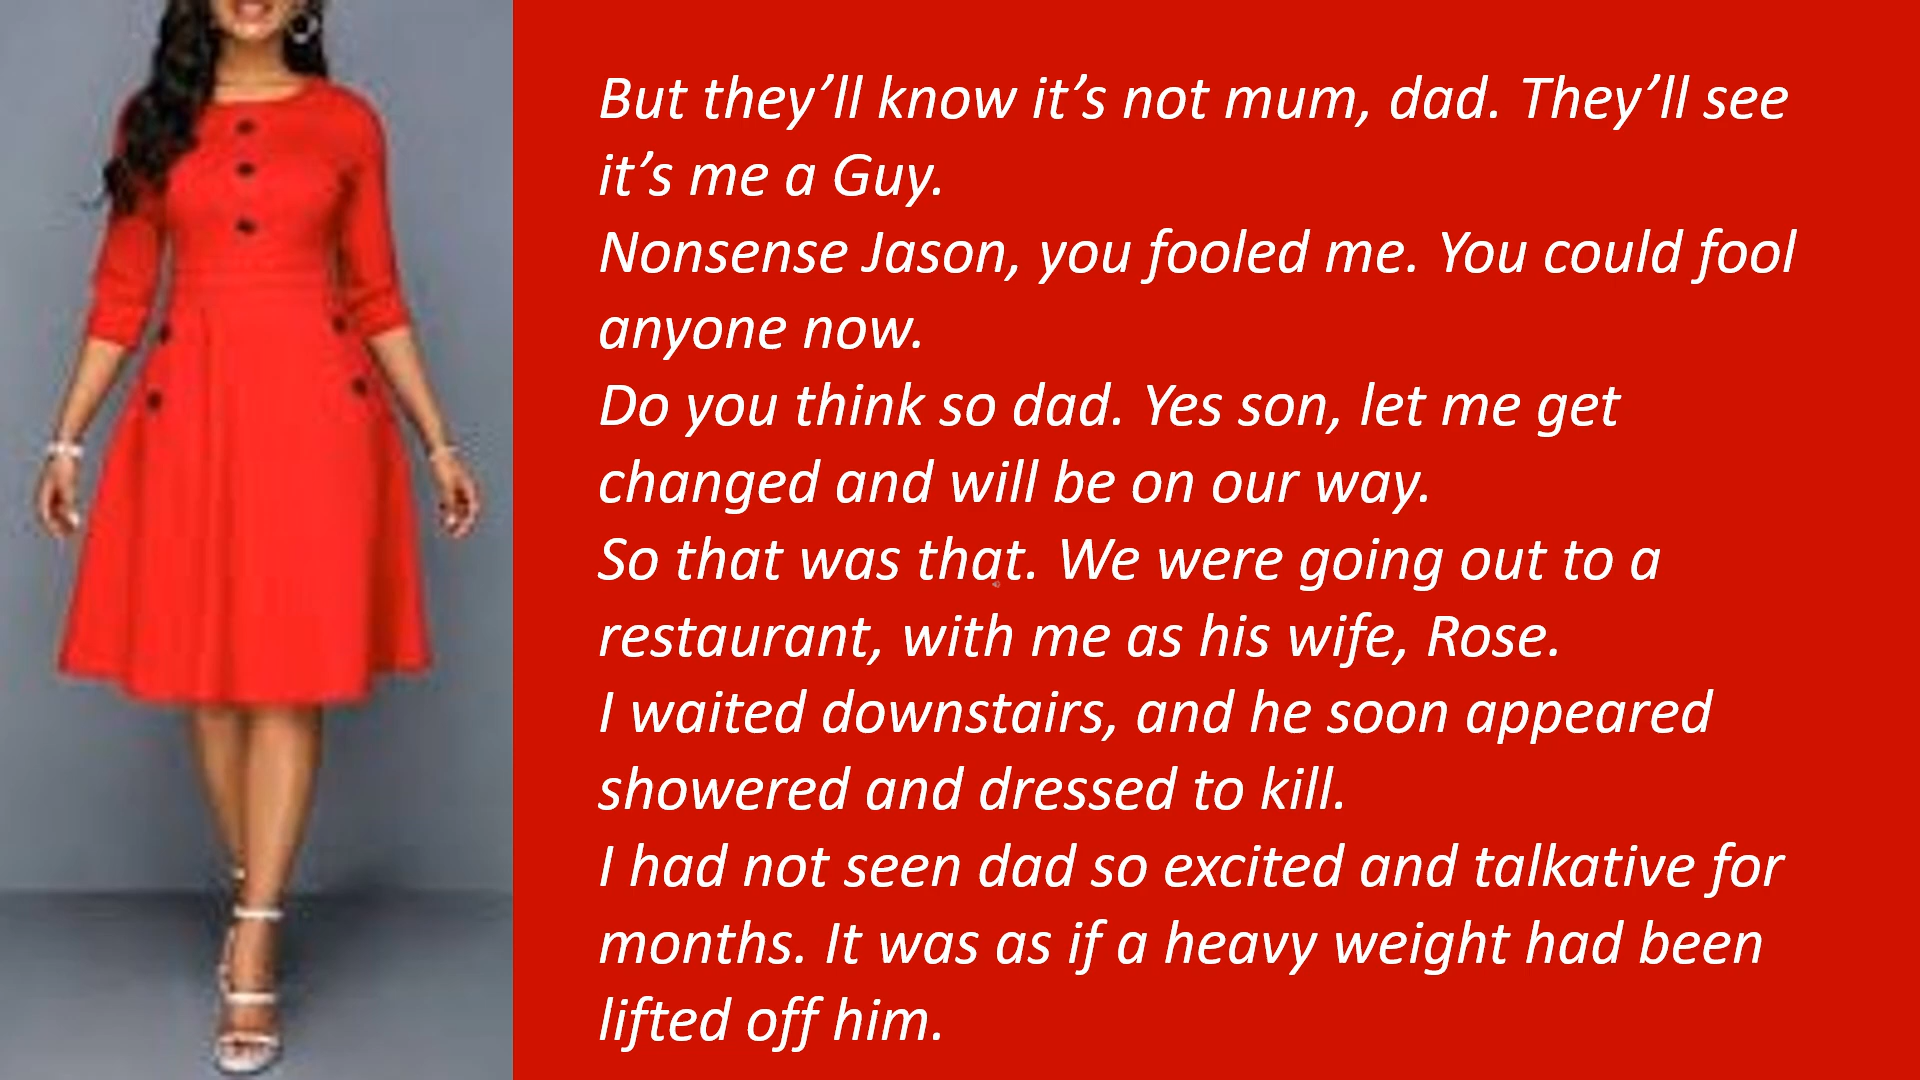 But they’ll know it’s not mum, dad. They’ll see
it’s me a Guy.
Nonsense Jason, you fooled me. You could fool
anyone now.
Do you think so dad. Yes son, let me get
changed and will be on our way.
So that was that. We were going out to a
restaurant, with me as his wife, Rose.
I waited downstairs, and he soon appeared
showered and dressed to kill.
I had not seen dad so excited and talkative for
months. It was as if a heavy weight had been
lifted off him.